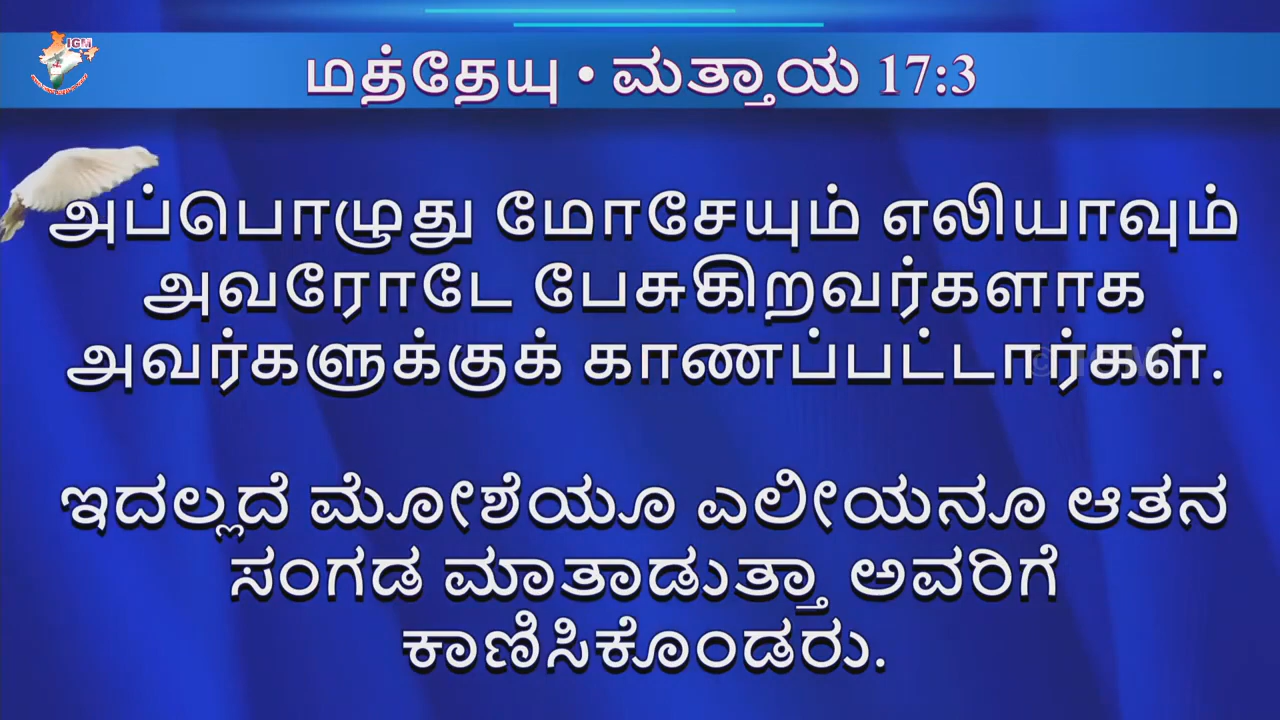 IGM
மத்தேயு • ಮತ್ತಾಯ 17:3
அப்பொழுது மோசேயும் எலியாவும்
அவரோடே பேசுகிறவர்களாக
அவர்களுக்குக் காணப்பட்டார்கள்.
ಇದಲ್ಲದೆ ಮೋಶೆಯೂ ಎಲೀಯನೂ ಆತನ
ಸಂಗಡ ಮಾತಾಡುತ್ತಾ ಅವರಿಗೆ
ಕಾಣಿಸಿಕೊಂಡರು.